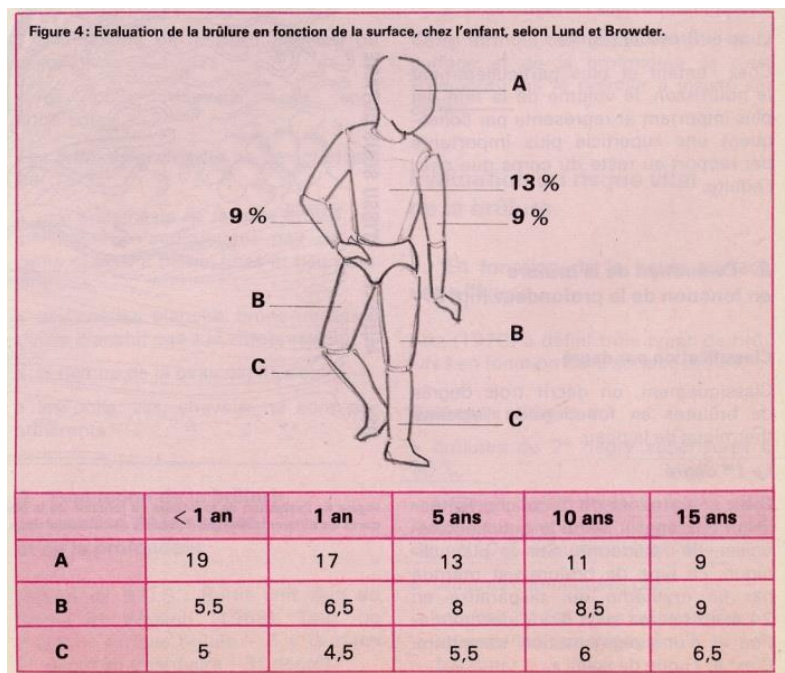 Figure 4: Evaluation de la brûlure en fonction de la surface, chez l'enfant, selon Lund et Browder.
A
13 %
9 % 9 %
B
B
C
C
< 1 an 1 an 5 ans 10 ans 15 ans
A 19 17 13 11 9
B 5,5 6,5 8 8,5 9
C 5 4,5 5,5 6 6,5